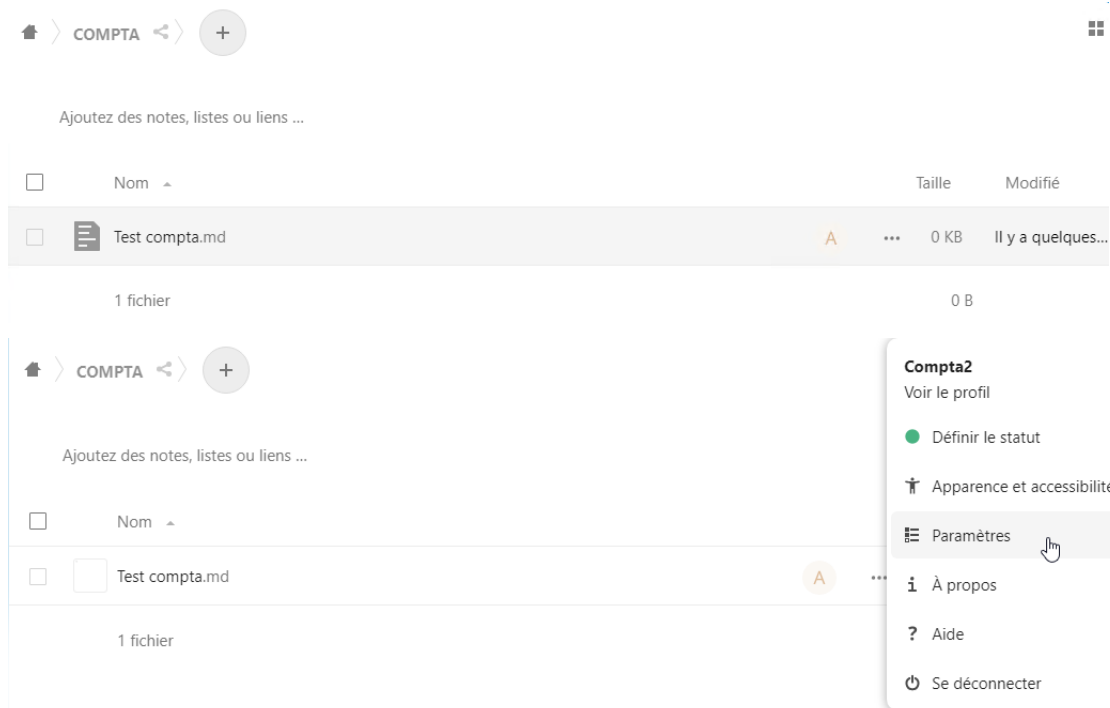 COMPTA +
Ajoutez des notes, listes ou liens ...
Nom Taille Modifié
Test compta.md A ... 0 KB Il y a quelques...
1 fichier 0 B
COMPTA +
Ajoutez des notes, listes ou liens ...
Nom
Test compta.md A ...
1 fichier
Compta2
Voir le profil
Définir le statut
Apparence et accessibilité
Paramètres
i À propos
? Aide
Se déconnecter